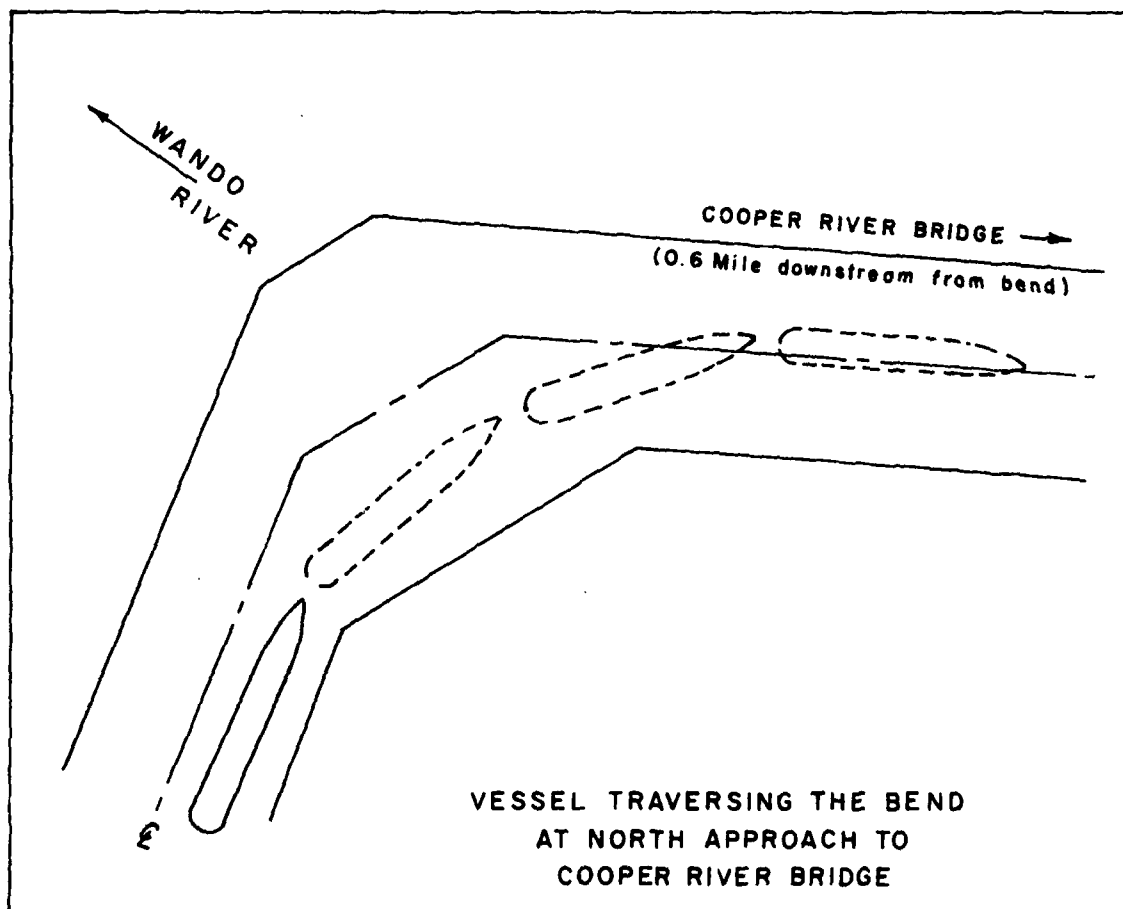 WANDO
RIVER
COOPER RIVER BRIDGE
(0.6 Mile downstream from bend)
℄
VESSEL TRAVERSING THE BEND
AT NORTH APPROACH TO
COOPER RIVER BRIDGE